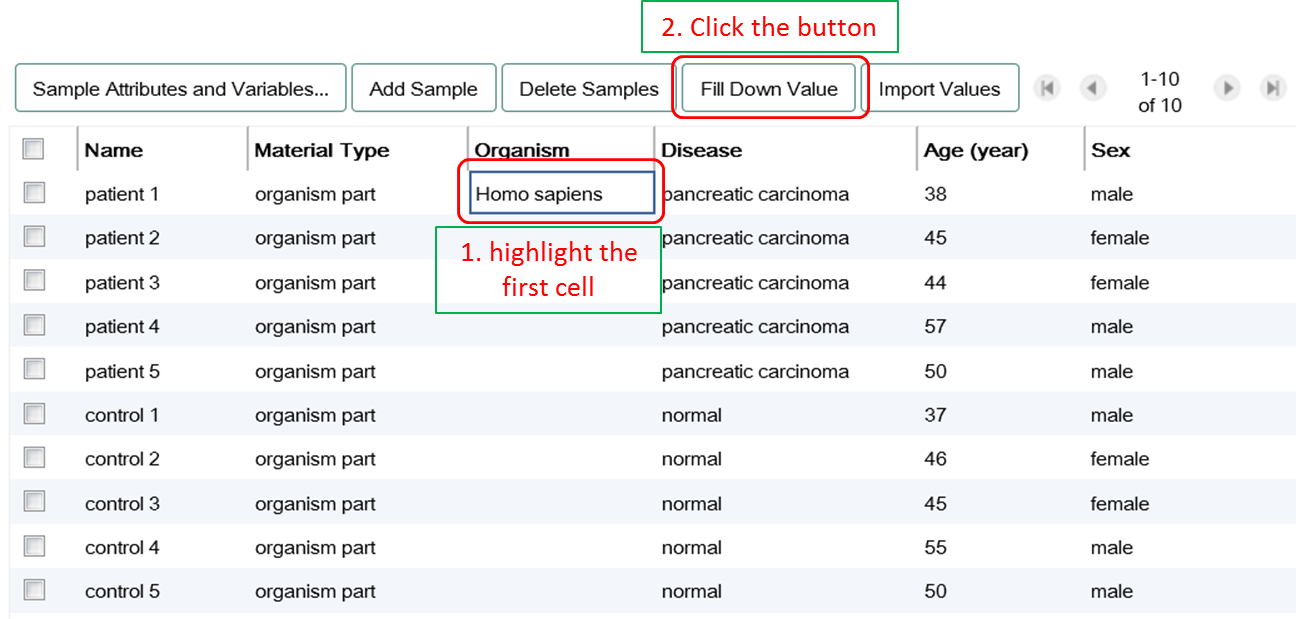 2. Click the button
Sample Attributes and Variables... Add Sample Delete Samples Fill Down Value Import Values 1-10
of 10
Name Material Type Organism Disease Age (year) Sex
patient 1 organism part Homo sapiens pancreatic carcinoma 38 male
patient 2 organism part pancreatic carcinoma 45 female
1. highlight the
first cell
patient 3 organism part pancreatic carcinoma 44 female
patient 4 organism part pancreatic carcinoma 57 male
patient 5 organism part pancreatic carcinoma 50 male
control 1 organism part normal 37 male
control 2 organism part normal 46 female
control 3 organism part normal 45 female
control 4 organism part normal 55 male
control 5 organism part normal 50 male